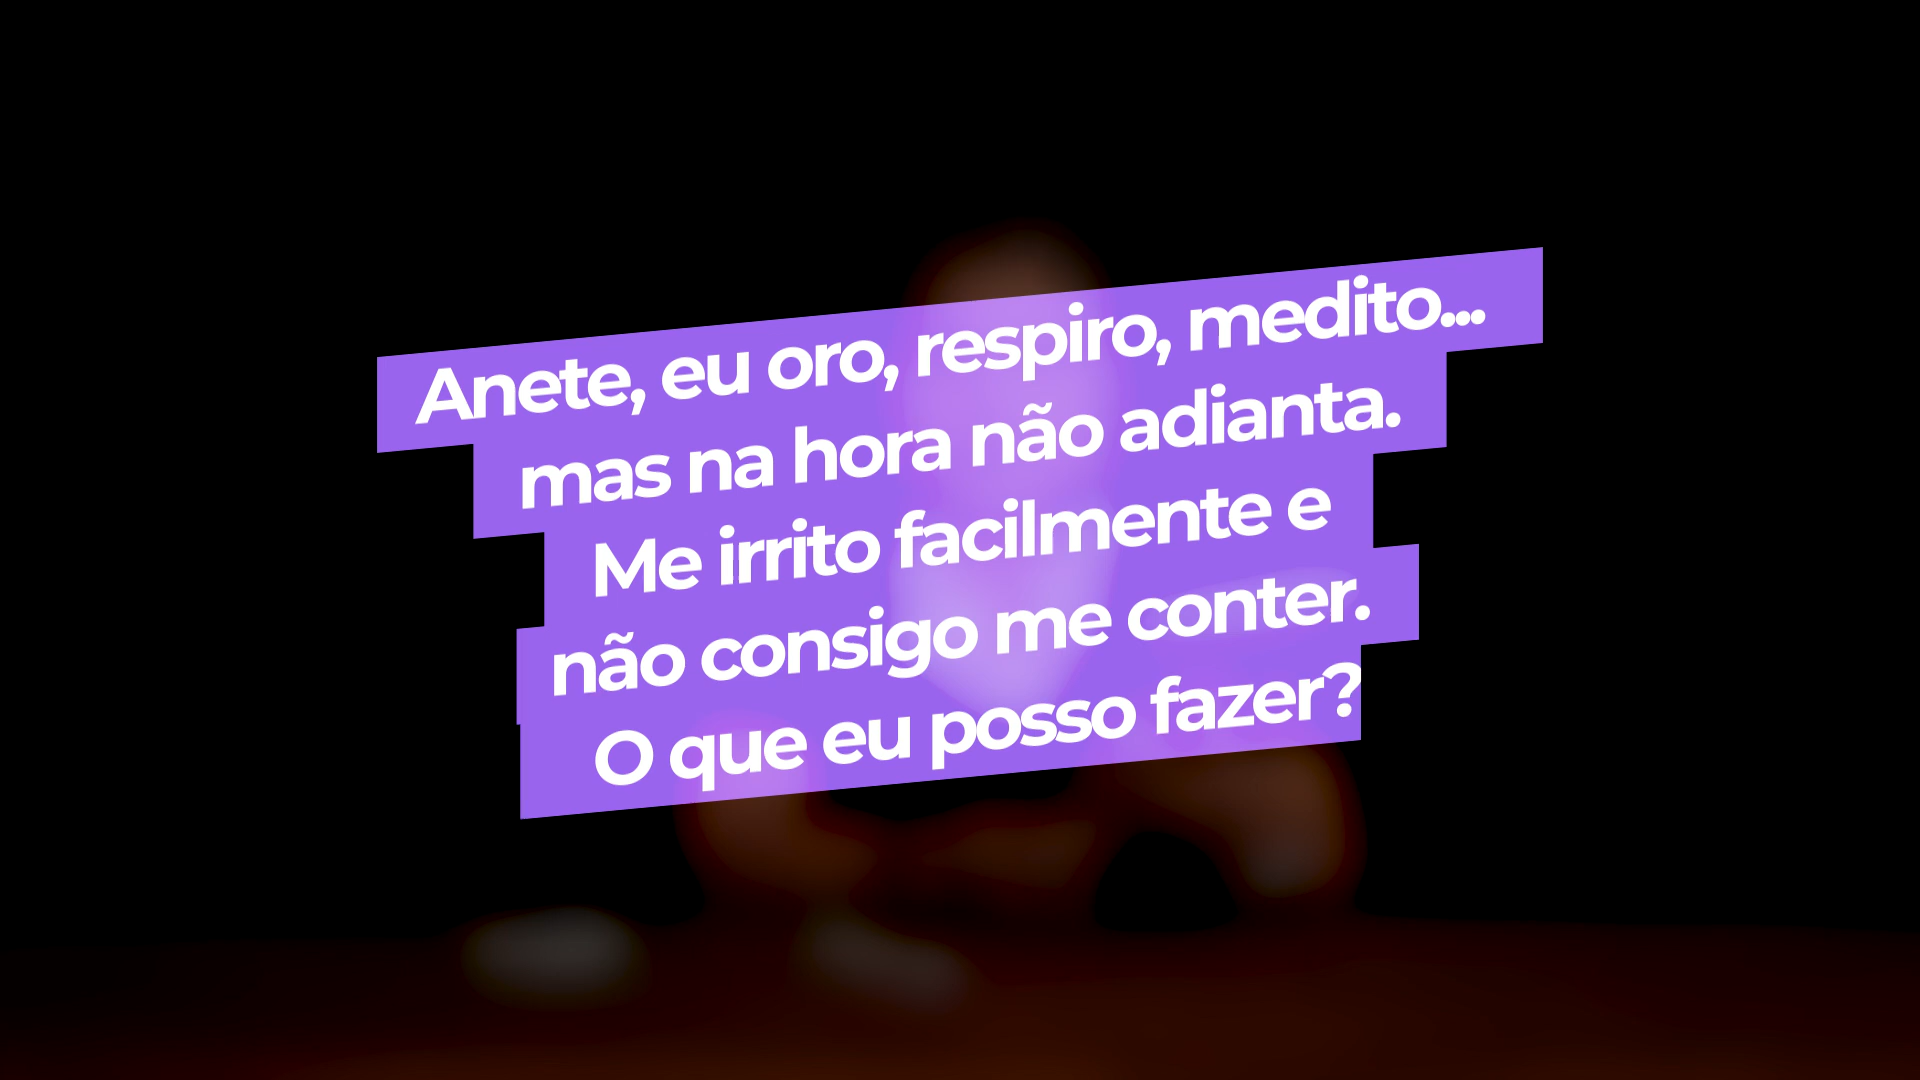 Anete, eu oro, respiro, medito...
mas na hora não adianta.
Me irrito facilmente e
não consigo me conter.
O que eu posso fazer?